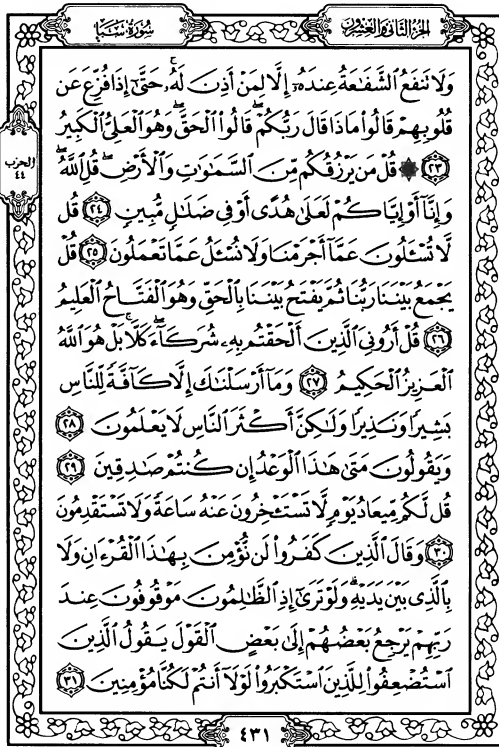 الجزء الثاني والعشرون
سورة سبإ
وَلَا تَنفَعُ ٱلشَّفَٰعَةُ عِندَهُۥٓ إِلَّا لِمَنْ أَذِنَ لَهُۥ ۚ حَتَّىٰٓ إِذَا فُزِّعَ عَن
قُلُوبِهِمْ قَالُوا۟ مَاذَا قَالَ رَبُّكُمْ ۖ قَالُوا۟ ٱلْحَقَّ ۖ وَهُوَ ٱلْعَلِىُّ ٱلْكَبِيرُ
٢٣ ۞ قُلْ مَن يَرْزُقُكُم مِّنَ ٱلسَّمَٰوَٰتِ وَٱلْأَرْضِ ۖ قُلِ ٱللَّهُ ۖ
وَإِنَّآ أَوْ إِيَّاكُمْ لَعَلَىٰ هُدًى أَوْ فِى ضَلَٰلٍ مُّبِينٍ ٢٤ قُل
لَّا تُسْـَٔلُونَ عَمَّآ أَجْرَمْنَا وَلَا نُسْـَٔلُ عَمَّا تَعْمَلُونَ ٢٥ قُلْ
يَجْمَعُ بَيْنَنَا رَبُّنَا ثُمَّ يَفْتَحُ بَيْنَنَا بِٱلْحَقِّ وَهُوَ ٱلْفَتَّاحُ ٱلْعَلِيمُ
٢٦ قُلْ أَرُونِىَ ٱلَّذِينَ أَلْحَقْتُم بِهِۦ شُرَكَآءَ ۖ كَلَّا ۚ بَلْ هُوَ ٱللَّهُ
ٱلْعَزِيزُ ٱلْحَكِيمُ ٢٧ وَمَآ أَرْسَلْنَٰكَ إِلَّا كَآفَّةً لِّلنَّاسِ
بَشِيرًا وَنَذِيرًا وَلَٰكِنَّ أَكْثَرَ ٱلنَّاسِ لَا يَعْلَمُونَ ٢٨
وَيَقُولُونَ مَتَىٰ هَٰذَا ٱلْوَعْدُ إِن كُنتُمْ صَٰدِقِينَ ٢٩
قُل لَّكُم مِّيعَادُ يَوْمٍ لَّا تَسْتَـْٔخِرُونَ عَنْهُ سَاعَةً وَلَا تَسْتَقْدِمُونَ
٣٠ وَقَالَ ٱلَّذِينَ كَفَرُوا۟ لَن نُّؤْمِنَ بِهَٰذَا ٱلْقُرْءَانِ وَلَا
بِٱلَّذِى بَيْنَ يَدَيْهِ ۗ وَلَوْ تَرَىٰٓ إِذِ ٱلظَّٰلِمُونَ مَوْقُوفُونَ عِندَ
رَبِّهِمْ يَرْجِعُ بَعْضُهُمْ إِلَىٰ بَعْضٍ ٱلْقَوْلَ يَقُولُ ٱلَّذِينَ
ٱسْتُضْعِفُوا۟ لِلَّذِينَ ٱسْتَكْبَرُوا۟ لَوْلَآ أَنتُمْ لَكُنَّا مُؤْمِنِينَ ٣١
الحزب
٤٤
٤٣١